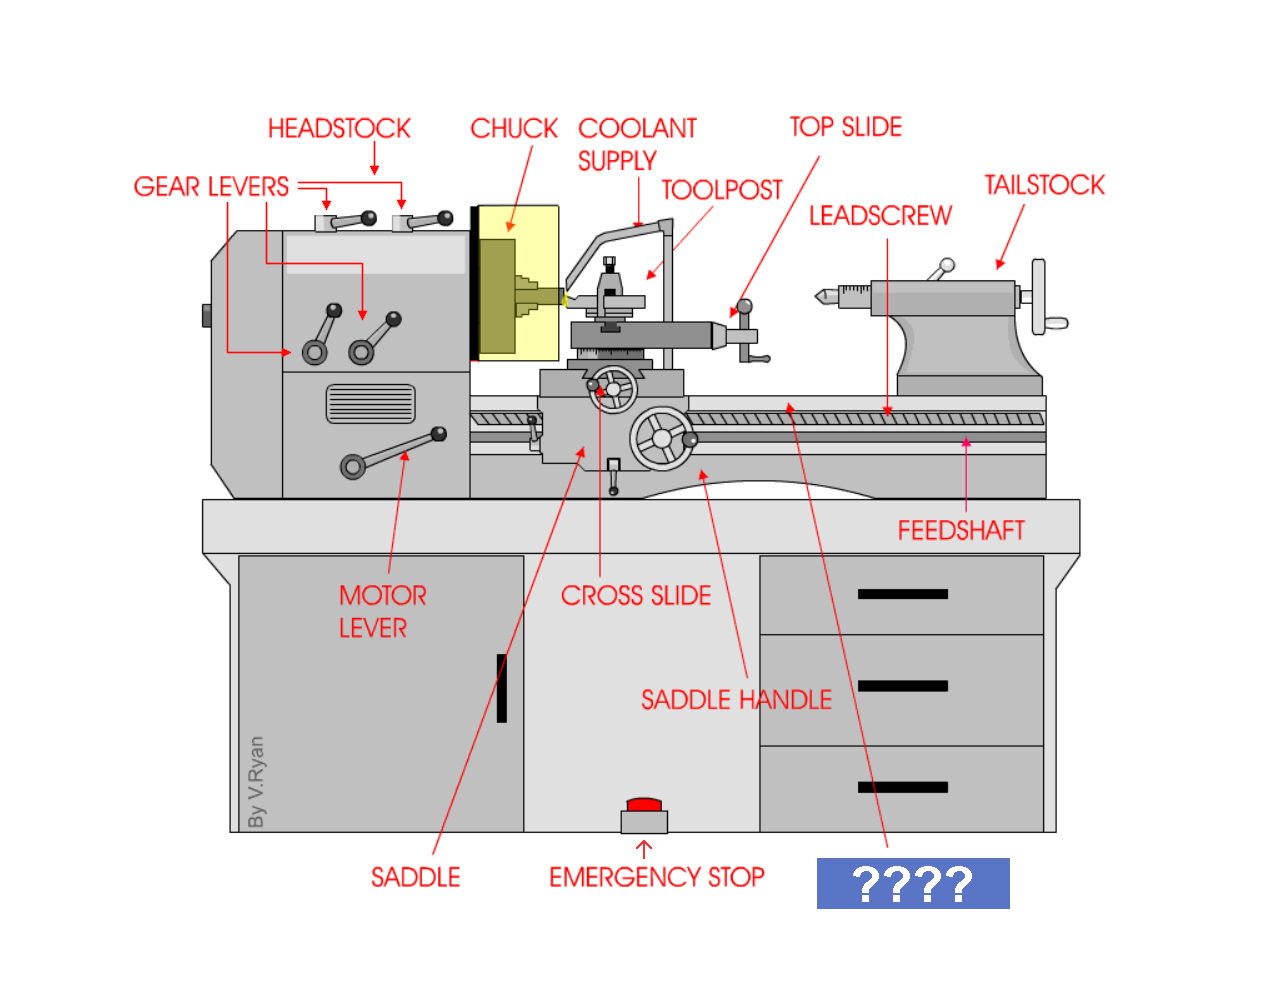 HEADSTOCK
CHUCK
COOLANT
SUPPLY
TOP SLIDE
GEAR LEVERS
TOOLPOST
TAILSTOCK
LEADSCREW
FEEDSHAFT
MOTOR
LEVER
CROSS SLIDE
SADDLE HANDLE
By V.Ryan
SADDLE
EMERGENCY STOP
????